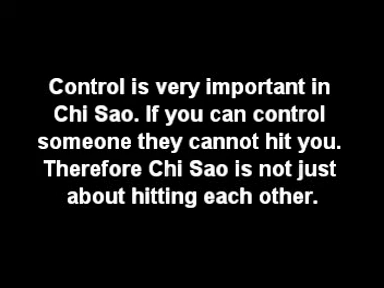 Control is very important in
Chi Sao. If you can control
someone they cannot hit you.
Therefore Chi Sao is not just
about hitting each other.